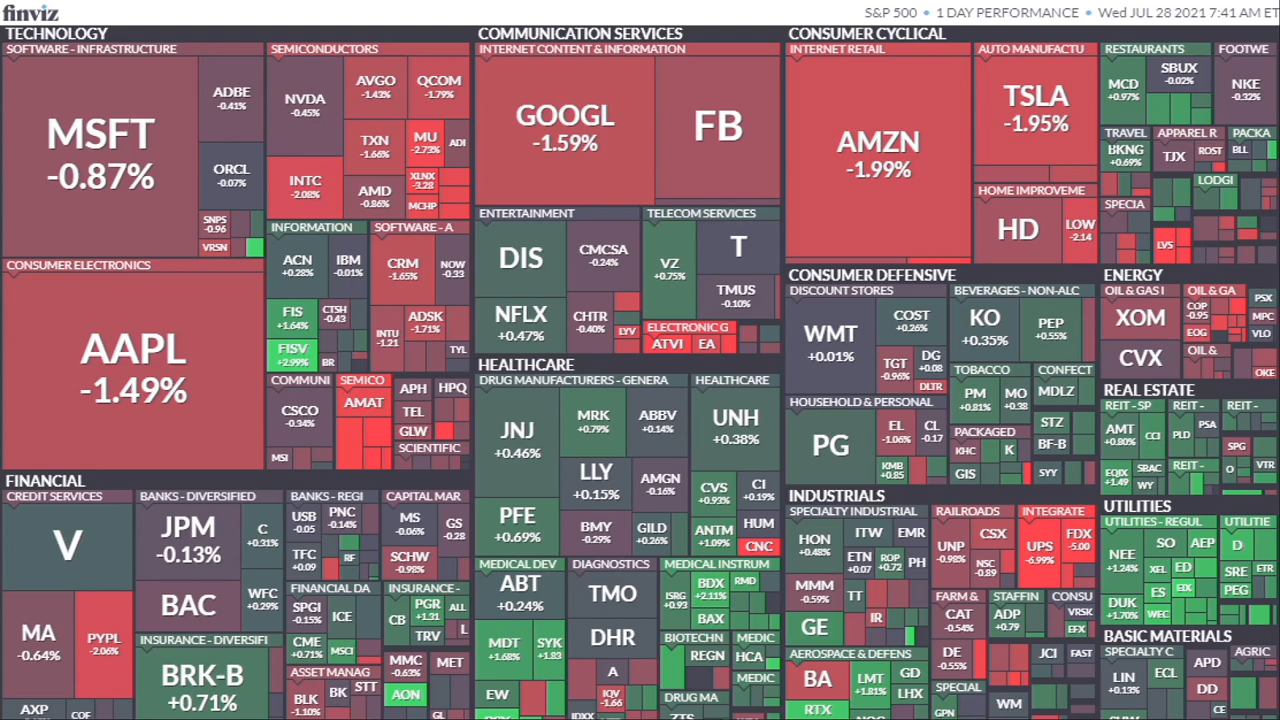 finviz
S&P 500 • 1 DAY PERFORMANCE • Wed JUL 28 2021 7:41 AM ET
TECHNOLOGY
SOFTWARE - INFRASTRUCTURE
MSFT
-0.87%
ADBE
-0.41%
ORCL
-0.07%
SNPS
-0.96
VRSN
SEMICONDUCTORS
NVDA
-0.45%
AVGO
-1.43%
QCOM
-1.79%
TXN
-1.66%
MU
-2.73%
ADI
INTC
-2.08%
AMD
-0.86%
XLNX
-3.28
MCHP
CONSUMER ELECTRONICS
AAPL
-1.49%
INFORMATION
ACN
+0.28%
IBM
-0.01%
FIS
+1.64%
CTSH
-0.43
FISV
+2.99%
BR
SOFTWARE - A
CRM
-1.65%
NOW
-0.33
INTU
-1.21
ADSK
-1.71%
TYL
COMMUNI
CSCO
-0.34%
MSI
SEMICO
AMAT
APH
HPQ
TEL
GLW
SCIENTIFIC
COMMUNICATION SERVICES
INTERNET CONTENT & INFORMATION
GOOGL
-1.59%
FB
ENTERTAINMENT
DIS
CMCSA
-0.24%
NFLX
+0.47%
CHTR
-0.40%
LYV
TELECOM SERVICES
VZ
+0.75%
T
TMUS
-0.10%
ELECTRONIC G
ATVI
EA
CONSUMER CYCLICAL
INTERNET RETAIL
AMZN
-1.99%
AUTO MANUFACTU
TSLA
-1.95%
HOME IMPROVEME
HD
LOW
-2.14
RESTAURANTS
MCD
+0.97%
SBUX
-0.02%
FOOTWE
NKE
-0.32%
TRAVEL
BKNG
+0.69%
APPAREL R
TJX
ROST
PACKA
BLL
SPECIA
LODGI
LVS
CONSUMER DEFENSIVE
DISCOUNT STORES
WMT
+0.01%
COST
+0.26%
TGT
-0.96%
DG
+0.08
DLTR
BEVERAGES - NON-ALC
KO
+0.35%
PEP
+0.55%
HOUSEHOLD & PERSONAL
PG
EL
-1.06%
CL
-0.17
KMB
+0.85
TOBACCO
PM
+0.81%
MO
+0.38
CONFECT
MDLZ
PACKAGED
KHC
K
GIS
STZ
BF-B
SYY
ENERGY
OIL & GAS I
XOM
CVX
OIL & GA
COP
-0.95
EOG
OIL &
PSX
MPC
VLO
OKE
REAL ESTATE
REIT - SP
AMT
+0.80%
CCI
EQIX
+1.49
SBAC
WY
REIT -
PLD
PSA
REIT -
SPG
REIT -
O
VTR
HEALTHCARE
DRUG MANUFACTURERS - GENERA
JNJ
+0.46%
MRK
+0.79%
ABBV
+0.14%
PFE
+0.69%
LLY
+0.15%
AMGN
-0.16%
BMY
-0.29%
GILD
+0.26%
HEALTHCARE
UNH
+0.38%
CVS
+0.93%
CI
+0.19%
ANTM
+1.09%
HUM
CNC
MEDICAL DEV
ABT
+0.24%
MDT
+1.68%
SYK
+1.83
EW
DIAGNOSTICS
TMO
DHR
A
IQV
-1.66
IDXX
MEDICAL INSTRUM
ISRG
+0.93
BDX
+2.11%
RMD
BAX
BIOTECHN
REGN
MEDIC
HCA
MEDIC
DRUG MA
ZTS
FINANCIAL
CREDIT SERVICES
V
MA
-0.64%
PYPL
-2.06%
AXP
COF
BANKS - DIVERSIFIED
JPM
-0.13%
C
+0.31%
BAC
WFC
+0.29%
INSURANCE - DIVERSIFI
BRK-B
+0.71%
BANKS - REGI
USB
-0.05
PNC
-0.14%
TFC
+0.09
RF
CAPITAL MAR
MS
-0.06%
GS
-0.28
SCHW
-0.98%
FINANCIAL DA
SPGI
-0.15%
ICE
CME
+0.71%
MSCI
INSURANCE -
CB
PGR
+1.31
ALL
TRV
L
ASSET MANAG
BLK
-1.10%
BK
STT
MMC
-0.63%
MET
AON
GL
INDUSTRIALS
SPECIALTY INDUSTRIAL
HON
+0.48%
ITW
EMR
ETN
+0.07
ROP
+0.72
PH
MMM
-0.59%
TT
IR
GE
RAILROADS
UNP
-0.98%
CSX
NSC
-0.89
INTEGRATE
UPS
-6.99%
FDX
-5.00
FARM &
CAT
-0.54%
DE
-0.55%
STAFFIN
ADP
+0.79
CONSU
VRSK
EFX
AEROSPACE & DEFENS
BA
LMT
+1.81%
GD
LHX
RTX
NOC
SPECIAL
GPN
WM
JCI
FAST
UTILITIES
UTILITIES - REGUL
NEE
+1.24%
SO
AEP
XEL
ED
ETR
ES
EIX
DUK
+1.70%
WEC
UTILITIE
D
SRE
PEG
BASIC MATERIALS
SPECIALTY C
LIN
+0.13%
ECL
APD
DD
CE
AGRIC